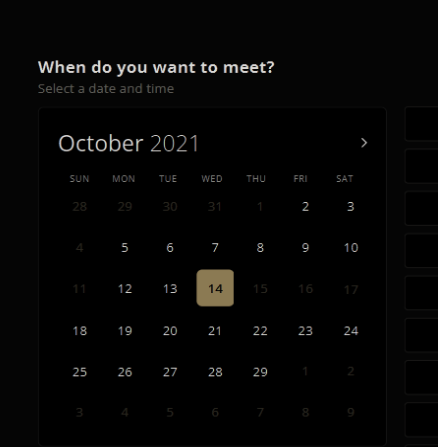 When do you want to meet?
Select a date and time
October 2021
SUN MON TUE WED THU FRI SAT
28 29 30 31 1 2 3
4 5 6 7 8 9 10
11 12 13 14 15 16 17
18 19 20 21 22 23 24
25 26 27 28 29 1 2
3 4 5 6 7 8 9